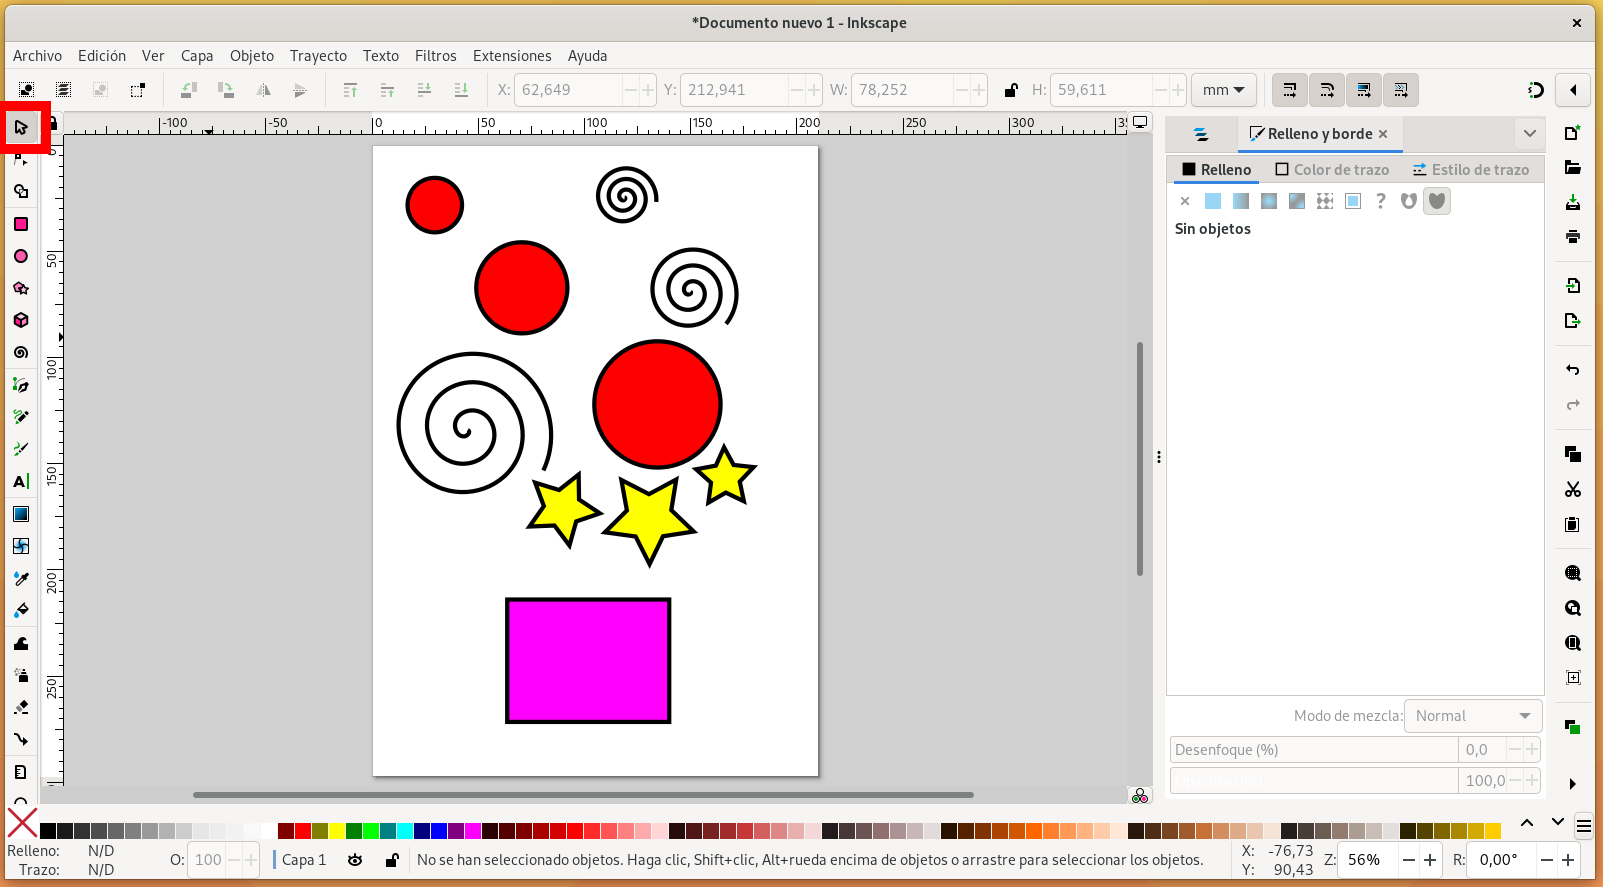 *Documento nuevo 1 - Inkscape
Archivo Edición Ver Capa Objeto Trayecto Texto Filtros Extensiones Ayuda
X: 62,649 Y: 212,941 W: 78,252 H: 59,611 mm
-100 -50 0 50 100 150 200 250 300 35
0
50
100
150
200
250
Relleno y borde
Relleno Color de trazo Estilo de trazo
Sin objetos
Modo de mezcla: Normal
Desenfoque (%) 0,0
Opacidad (%) 100,0
Relleno: N/D
Trazo: N/D
O: 100
Capa 1
No se han seleccionado objetos. Haga clic, Shift+clic, Alt+rueda encima de objetos o arrastre para seleccionar los objetos.
X: -76,73
Y: 90,43
Z: 56%
R: 0,00°